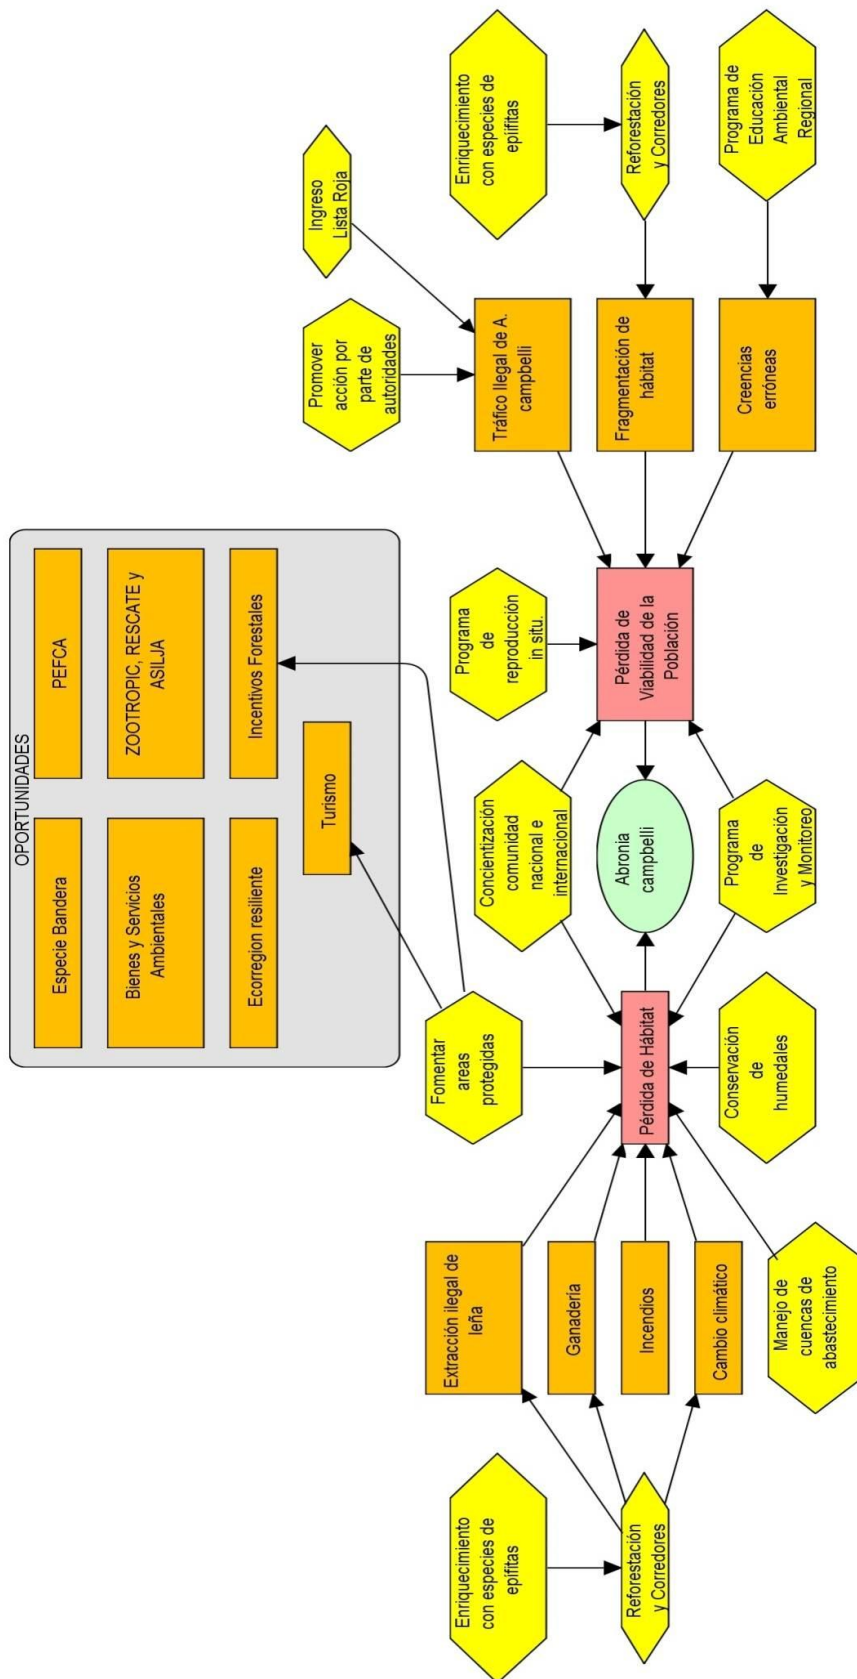 OPORTUNIDADES
Especie Bandera
PEFCA
Bienes y Servicios
Ambientales
ZOOTROPIC, RESCATE y
ASILJA
Ecorregion resiliente
Incentivos Forestales
Turismo
Promover
acción por
parte de
autoridades
Ingreso
Lista Roja
Enriquecimiento
con especies de
epífitas
Extracción ilegal de
leña
Fomentar
areas
protegidas
Concientización
comunidad
nacional e
internacional
Programa
de
reproducción
in situ.
Tráfico Ilegal de A.
campbelli
Enriquecimiento
con especies de
epiífitas
Ganadería
Reforestación
y Corredores
Incendios
Pérdida de Hábitat
Abronia
campbelli
Pérdida de
Viabilidad de la
Población
Fragmentación de
hábitat
Reforestación
y Corredores
Cambio climático
Conservación
de
humedales
Programa
de
Investigación
y Monitoreo
Creencias
erróneas
Programa de
Educación
Ambiental
Regional
Manejo de
cuencas de
abastecimiento